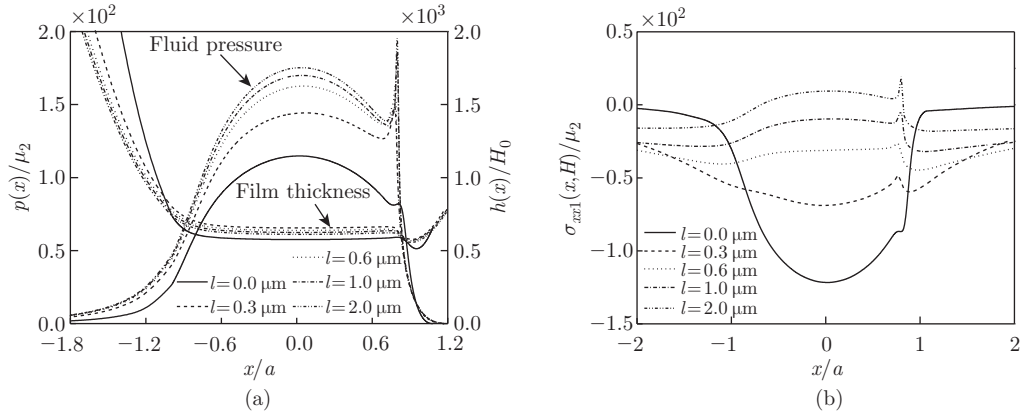 ×10²
×10³
2.0
1.5
1.0
0.5
0.0
p(x)/μ₂
Fluid pressure
Film thickness
l=0.6 μm
l=0.0 μm
l=1.0 μm
l=0.3 μm
l=2.0 μm
2.0
1.5
1.0
0.5
0.0
h(x)/H₀
−1.8
−1.2
−0.6
0.0
0.6
1.2
x/a
(a)
×10²
0.5
0.0
−0.5
−1.0
−1.5
σₓₓ₁(x,H)/μ₂
l=0.0 μm
l=0.3 μm
l=0.6 μm
l=1.0 μm
l=2.0 μm
−2
−1
0
1
2
x/a
(b)